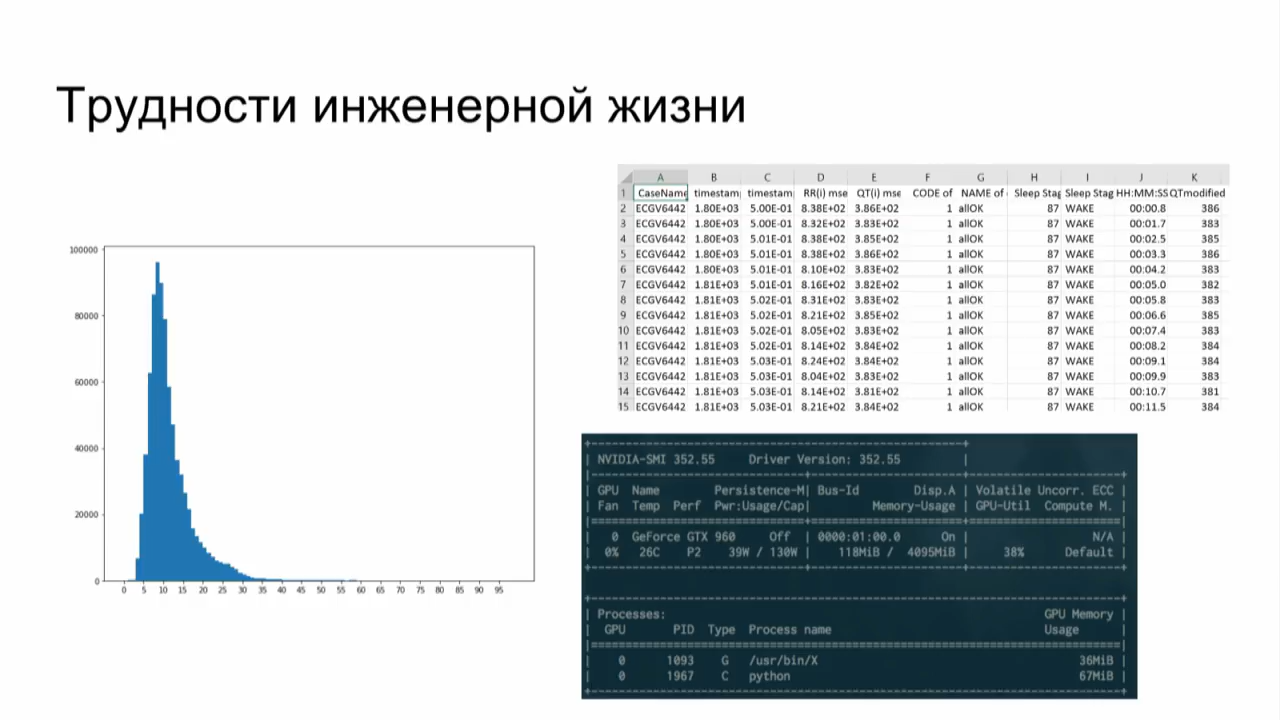 Трудности инженерной жизни
100000
80000
60000
40000
20000
0
0 5 10 15 20 25 30 35 40 45 50 55 60 65 70 75 80 85 90 95
A B C D E F G H I J K
1 CaseName timestam timestam RR(i) mse QT(i) mse CODE of NAME of Sleep Stag Sleep Stag HH:MM:SS QTmodified
2 ECGV6442 1.80E+03 5.00E-01 8.38E+02 3.86E+02 1 allOK 87 WAKE 00:00.8 386
3 ECGV6442 1.80E+03 5.00E-01 8.32E+02 3.83E+02 1 allOK 87 WAKE 00:01.7 383
4 ECGV6442 1.80E+03 5.01E-01 8.38E+02 3.85E+02 1 allOK 87 WAKE 00:02.5 385
5 ECGV6442 1.80E+03 5.01E-01 8.38E+02 3.86E+02 1 allOK 87 WAKE 00:03.3 386
6 ECGV6442 1.80E+03 5.01E-01 8.10E+02 3.83E+02 1 allOK 87 WAKE 00:04.2 383
7 ECGV6442 1.81E+03 5.01E-01 8.16E+02 3.82E+02 1 allOK 87 WAKE 00:05.0 382
8 ECGV6442 1.81E+03 5.02E-01 8.31E+02 3.83E+02 1 allOK 87 WAKE 00:05.8 383
9 ECGV6442 1.81E+03 5.02E-01 8.21E+02 3.85E+02 1 allOK 87 WAKE 00:06.6 385
10 ECGV6442 1.81E+03 5.02E-01 8.05E+02 3.83E+02 1 allOK 87 WAKE 00:07.4 383
11 ECGV6442 1.81E+03 5.02E-01 8.14E+02 3.84E+02 1 allOK 87 WAKE 00:08.2 384
12 ECGV6442 1.81E+03 5.03E-01 8.24E+02 3.84E+02 1 allOK 87 WAKE 00:09.1 384
13 ECGV6442 1.81E+03 5.03E-01 8.04E+02 3.83E+02 1 allOK 87 WAKE 00:09.9 383
14 ECGV6442 1.81E+03 5.03E-01 8.14E+02 3.81E+02 1 allOK 87 WAKE 00:10.7 381
15 ECGV6442 1.81E+03 5.03E-01 8.21E+02 3.84E+02 1 allOK 87 WAKE 00:11.5 384
NVIDIA-SMI 352.55 Driver Version: 352.55
GPU Name Persistence-M| Bus-Id Disp.A | Volatile Uncorr. ECC
Fan Temp Perf Pwr:Usage/Cap| Memory-Usage | GPU-Util Compute M.
0 GeForce GTX 960 Off | 0000:01:00.0 On | N/A
0% 26C P2 39W / 130W | 118MiB / 4095MiB | 38% Default
Processes: GPU Memory
GPU PID Type Process name Usage
0 1093 G /usr/bin/X 36MiB
0 1967 C python 67MiB